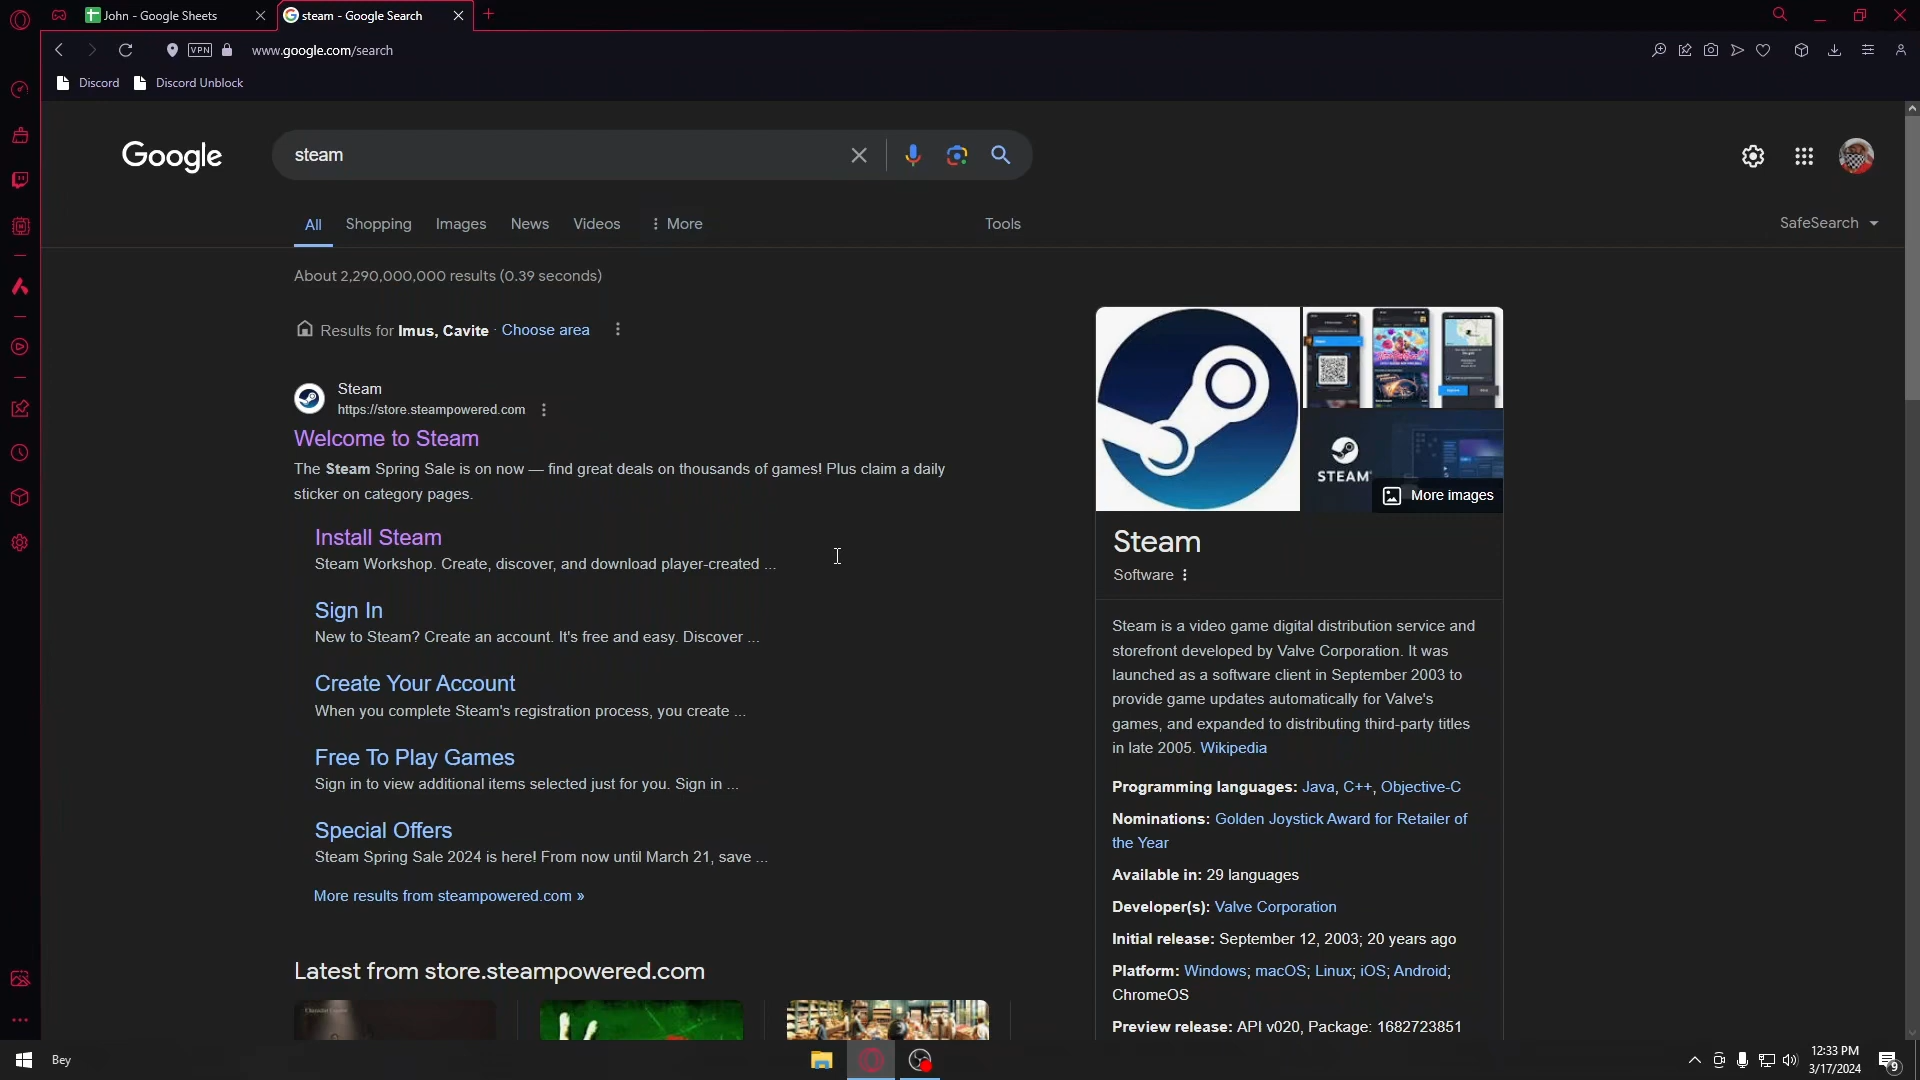 John - Google Sheets
steam - Google Search
VPN
www.google.com/search
Discord
Discord Unblock
Google
steam
All
Shopping
Images
News
Videos
More
Tools
SafeSearch
About 2,290,000,000 results (0.39 seconds)
Results for Imus, Cavite · Choose area
Steam
https://store.steampowered.com
Welcome to Steam
The Steam Spring Sale is on now — find great deals on thousands of games! Plus claim a daily
sticker on category pages.
Install Steam
Steam Workshop. Create, discover, and download player-created ...
Sign In
New to Steam? Create an account. It's free and easy. Discover ...
Create Your Account
When you complete Steam's registration process, you create ...
Free To Play Games
Sign in to view additional items selected just for you. Sign in ...
Special Offers
Steam Spring Sale 2024 is here! From now until March 21, save ...
More results from steampowered.com »
Latest from store.steampowered.com
STEAM
More images
Steam
Software
Steam is a video game digital distribution service and
storefront developed by Valve Corporation. It was
launched as a software client in September 2003 to
provide game updates automatically for Valve's
games, and expanded to distributing third-party titles
in late 2005. Wikipedia
Programming languages: Java, C++, Objective-C
Nominations: Golden Joystick Award for Retailer of
the Year
Available in: 29 languages
Developer(s): Valve Corporation
Initial release: September 12, 2003; 20 years ago
Platform: Windows; macOS; Linux; iOS; Android;
ChromeOS
Preview release: API v020, Package: 1682723851
Bey
12:33 PM
3/17/2024
9